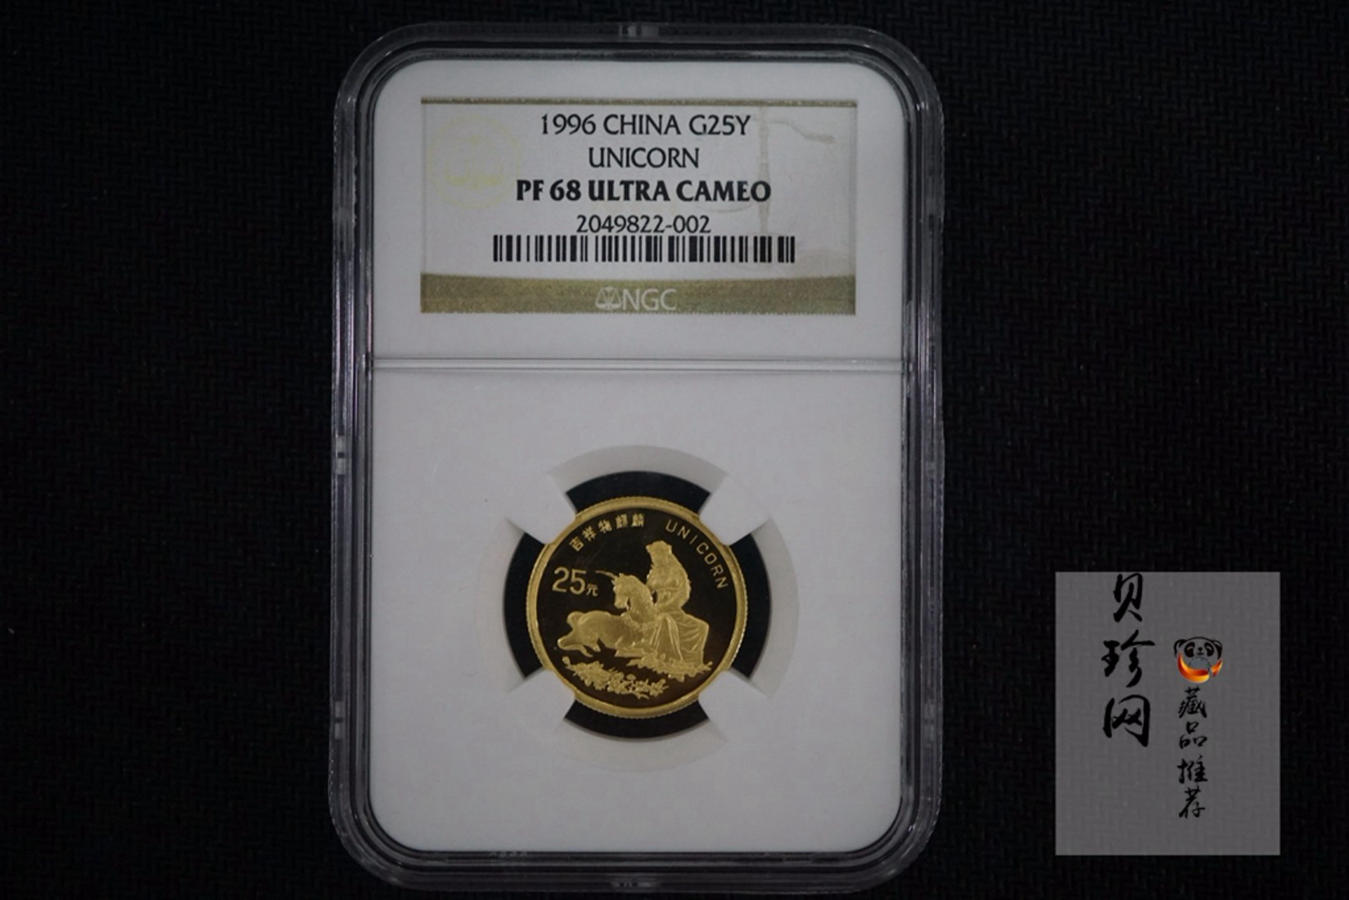 1996 CHINA G25Y
UNICORN
PF 68 ULTRA CAMEO
2049822-002
NGC
吉祥物麒麟 UNICORN
25元
贝珍网
藏品推荐